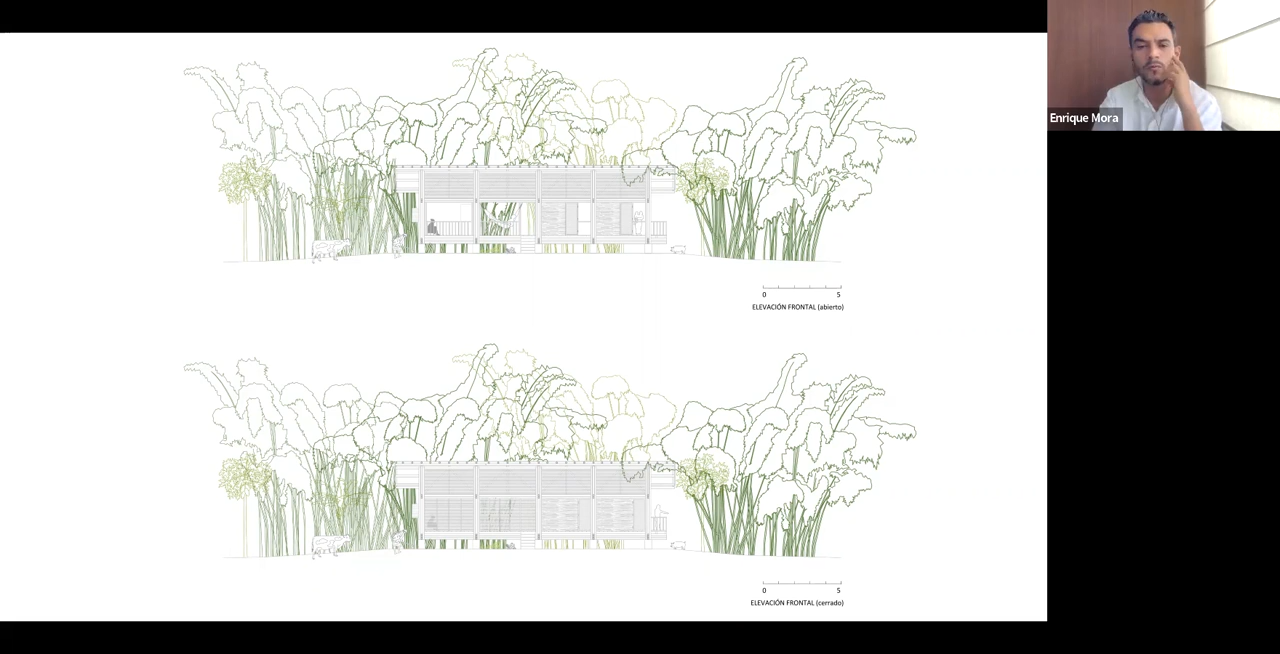 Enrique Mora
0 5
ELEVACIÓN FRONTAL (abierto)
0 5
ELEVACIÓN FRONTAL (cerrado)